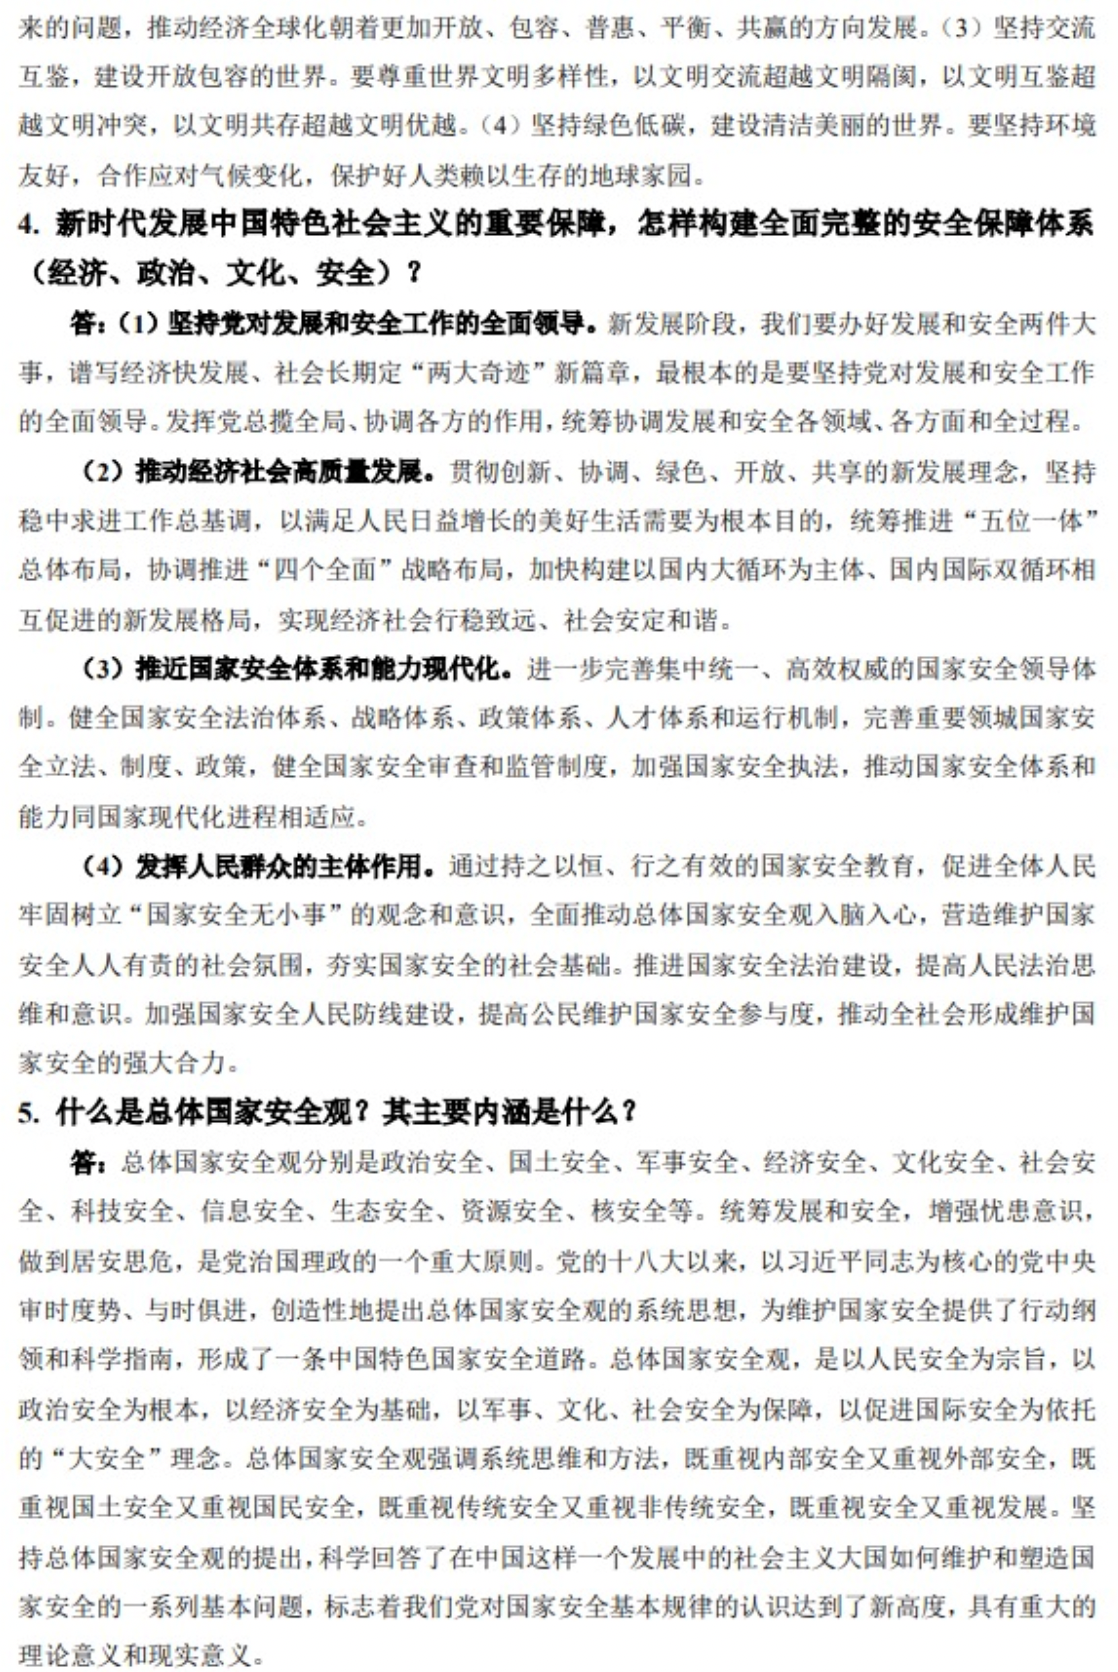 来的问题，推动经济全球化朝着更加开放、包容、普惠、平衡、共赢的方向发展。（3）坚持交流
互鉴，建设开放包容的世界。要尊重世界文明多样性，以文明交流超越文明隔阂，以文明互鉴超
越文明冲突，以文明共存超越文明优越。（4）坚持绿色低碳，建设清洁美丽的世界。要坚持环境
友好，合作应对气候变化，保护好人类赖以生存的地球家园。
4. 新时代发展中国特色社会主义的重要保障，怎样构建全面完整的安全保障体系
（经济、政治、文化、安全）？
答：（1）坚持党对发展和安全工作的全面领导。新发展阶段，我们要办好发展和安全两件大
事，谱写经济快发展、社会长期定“两大奇迹”新篇章，最根本的是要坚持党对发展和安全工作
的全面领导。发挥党总揽全局、协调各方的作用，统筹协调发展和安全各领域、各方面和全过程。
（2）推动经济社会高质量发展。贯彻创新、协调、绿色、开放、共享的新发展理念，坚持
稳中求进工作总基调，以满足人民日益增长的美好生活需要为根本目的，统筹推进“五位一体”
总体布局，协调推进“四个全面”战略布局，加快构建以国内大循环为主体、国内国际双循环相
互促进的新发展格局，实现经济社会行稳致远、社会安定和谐。
（3）推近国家安全体系和能力现代化。进一步完善集中统一、高效权威的国家安全领导体
制。健全国家安全法治体系、战略体系、政策体系、人才体系和运行机制，完善重要领城国家安
全立法、制度、政策，健全国家安全审查和监管制度，加强国家安全执法，推动国家安全体系和
能力同国家现代化进程相适应。
（4）发挥人民群众的主体作用。通过持之以恒、行之有效的国家安全教育，促进全体人民
牢固树立“国家安全无小事”的观念和意识，全面推动总体国家安全观入脑入心，营造维护国家
安全人人有责的社会氛围，夯实国家安全的社会基础。推进国家安全法治建设，提高人民法治思
维和意识。加强国家安全人民防线建设，提高公民维护国家安全参与度，推动全社会形成维护国
家安全的强大合力。
5. 什么是总体国家安全观？其主要内涵是什么？
答：总体国家安全观分别是政治安全、国土安全、军事安全、经济安全、文化安全、社会安
全、科技安全、信息安全、生态安全、资源安全、核安全等。统筹发展和安全，增强忧患意识，
做到居安思危，是党治国理政的一个重大原则。党的十八大以来，以习近平同志为核心的党中央
审时度势、与时俱进，创造性地提出总体国家安全观的系统思想，为维护国家安全提供了行动纲
领和科学指南，形成了一条中国特色国家安全道路。总体国家安全观，是以人民安全为宗旨，以
政治安全为根本，以经济安全为基础，以军事、文化、社会安全为保障，以促进国际安全为依托
的“大安全”理念。总体国家安全观强调系统思维和方法，既重视内部安全又重视外部安全，既
重视国土安全又重视国民安全，既重视传统安全又重视非传统安全，既重视安全又重视发展。坚
持总体国家安全观的提出，科学回答了在中国这样一个发展中的社会主义大国如何维护和塑造国
家安全的一系列基本问题，标志着我们党对国家安全基本规律的认识达到了新高度，具有重大的
理论意义和现实意义。